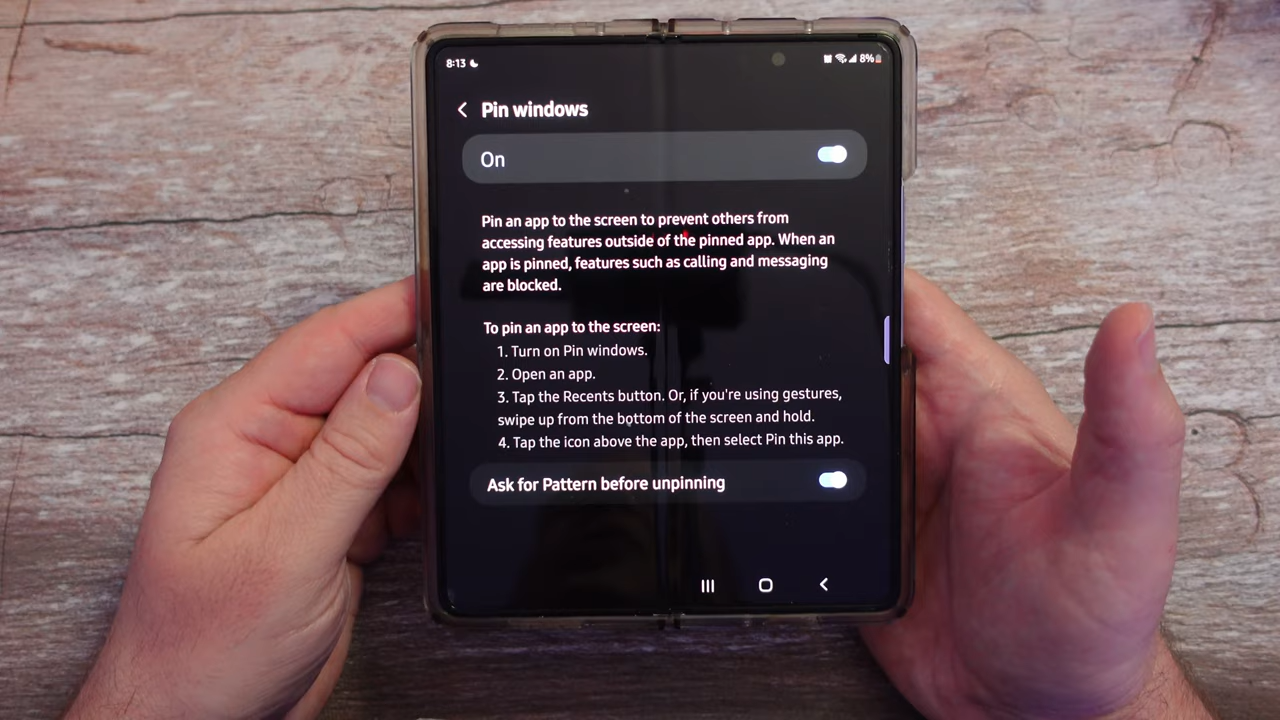 8:13
8%
Pin windows
On
Pin an app to the screen to prevent others from
accessing features outside of the pinned app. When an
app is pinned, features such as calling and messaging
are blocked.
To pin an app to the screen:
1. Turn on Pin windows.
2. Open an app.
3. Tap the Recents button. Or, if you're using gestures,
swipe up from the bottom of the screen and hold.
4. Tap the icon above the app, then select Pin this app.
Ask for Pattern before unpinning